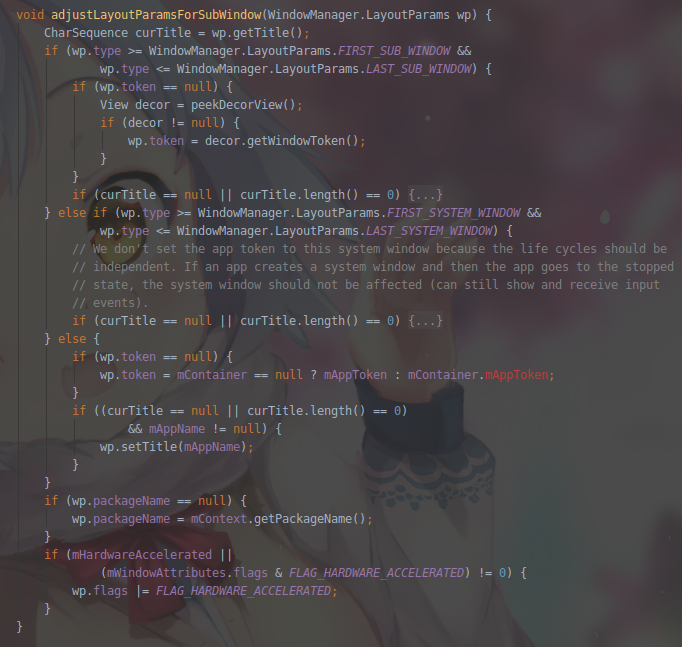 void adjustLayoutParamsForSubWindow(WindowManager.LayoutParams wp) {
    CharSequence curTitle = wp.getTitle();
    if (wp.type >= WindowManager.LayoutParams.FIRST_SUB_WINDOW &&
            wp.type <= WindowManager.LayoutParams.LAST_SUB_WINDOW) {
        if (wp.token == null) {
            View decor = peekDecorView();
            if (decor != null) {
                wp.token = decor.getWindowToken();
            }
        }
        if (curTitle == null || curTitle.length() == 0) {...}
    } else if (wp.type >= WindowManager.LayoutParams.FIRST_SYSTEM_WINDOW &&
            wp.type <= WindowManager.LayoutParams.LAST_SYSTEM_WINDOW) {
        // We don't set the app token to this system window because the life cycles should be
        // independent. If an app creates a system window and then the app goes to the stopped
        // state, the system window should not be affected (can still show and receive input
        // events).
        if (curTitle == null || curTitle.length() == 0) {...}
    } else {
        if (wp.token == null) {
            wp.token = mContainer == null ? mAppToken : mContainer.mAppToken;
        }
        if ((curTitle == null || curTitle.length() == 0)
                && mAppName != null) {
            wp.setTitle(mAppName);
        }
    }
    if (wp.packageName == null) {
        wp.packageName = mContext.getPackageName();
    }
    if (mHardwareAccelerated ||
            (mWindowAttributes.flags & FLAG_HARDWARE_ACCELERATED) != 0) {
        wp.flags |= FLAG_HARDWARE_ACCELERATED;
    }
}